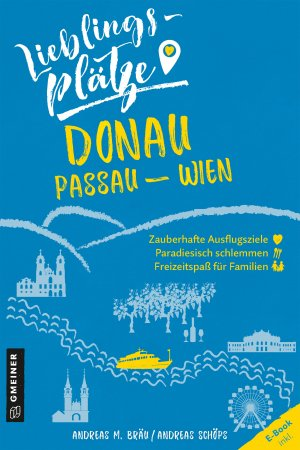 Lieblings-
plätze
DONAU
PASSAU – WIEN
Zauberhafte Ausflugsziele
Paradiesisch schlemmen
Freizeitspaß für Familien
GMEINER
E-Book
inkl.
ANDREAS M. BRÄU / ANDREAS SCHÖPS